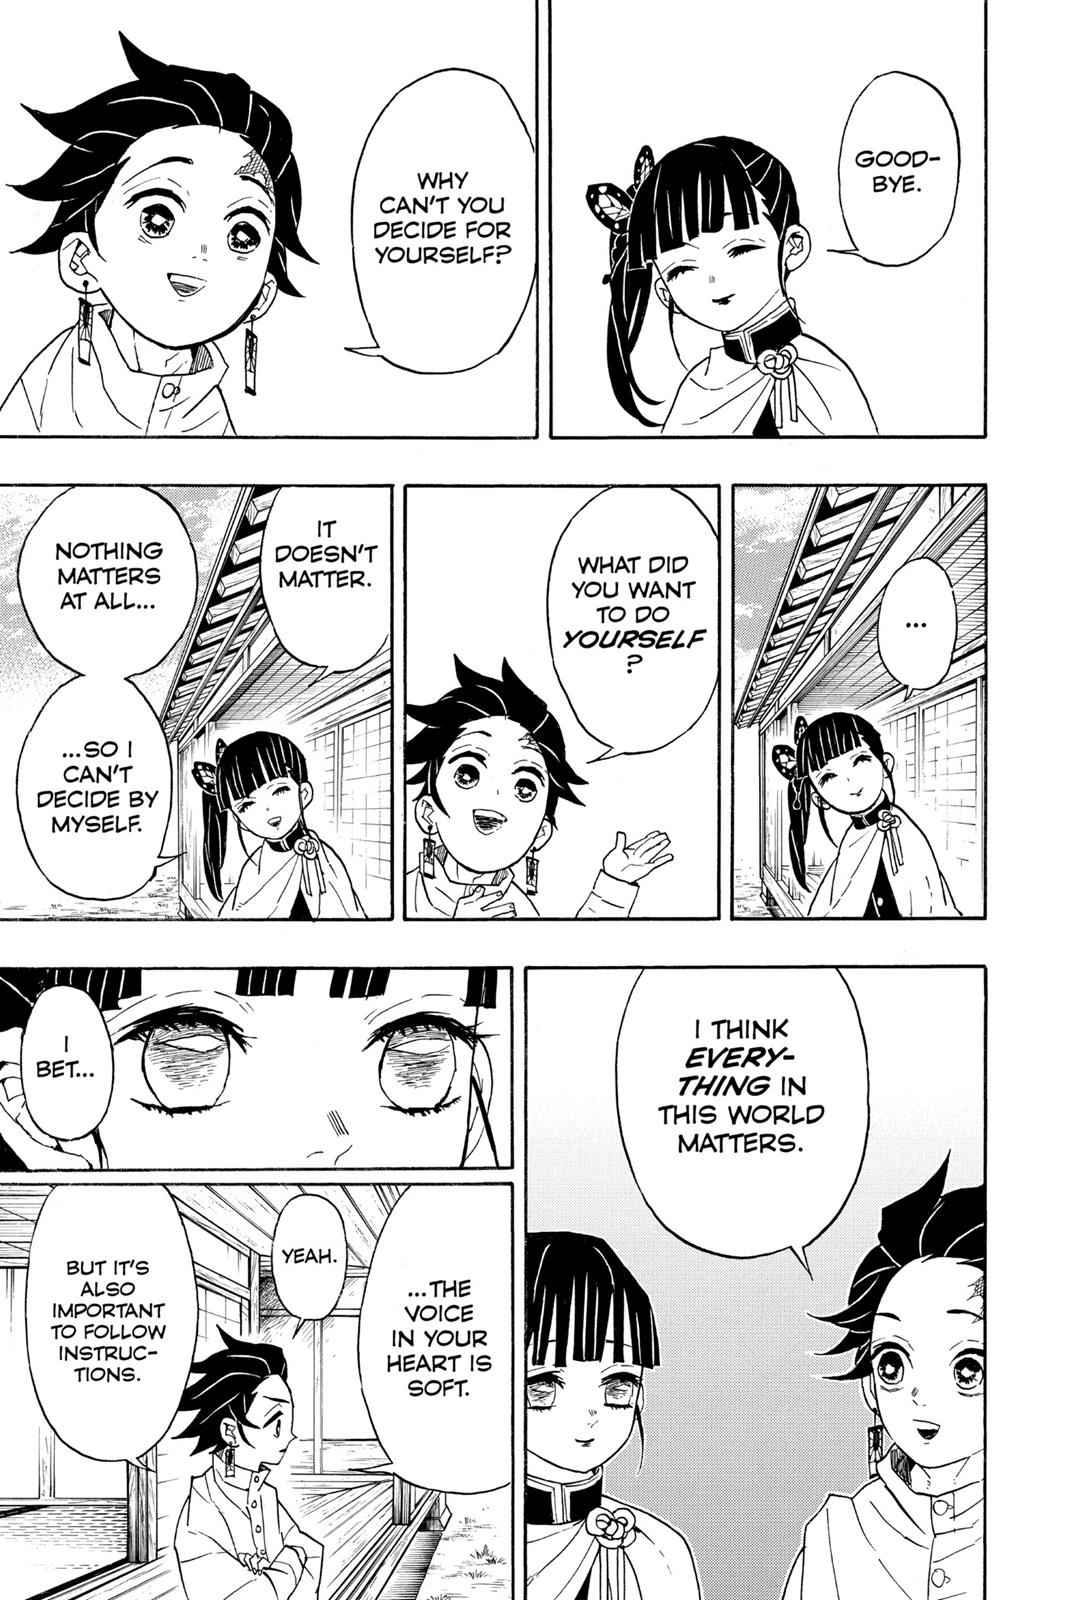 GOOD-
BYE.
WHY
CAN'T YOU
DECIDE FOR
YOURSELF?
...
WHAT DID
YOU WANT
TO DO
YOURSELF
?
IT
DOESN'T
MATTER.
NOTHING
MATTERS
AT ALL...
...SO I
CAN'T
DECIDE BY
MYSELF.
I THINK
EVERY-
THING IN
THIS WORLD
MATTERS.
I
BET...
...THE
VOICE
IN YOUR
HEART IS
SOFT.
YEAH.
BUT IT'S
ALSO
IMPORTANT
TO FOLLOW
INSTRUC-
TIONS.